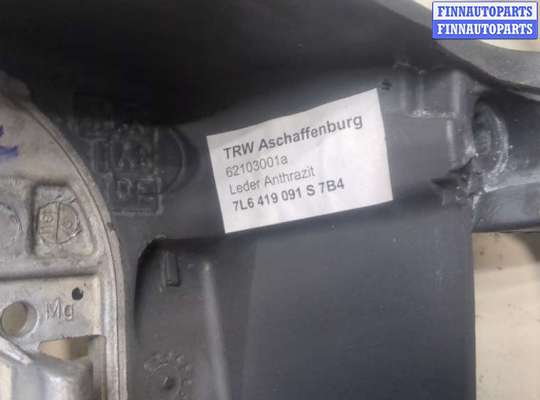 FINNAUTOPARTS
FINNAUTOPARTS
TRW Aschaffenburg
62103001a
Leder Anthrazit
7L6 419 091 S 7B4
Mg